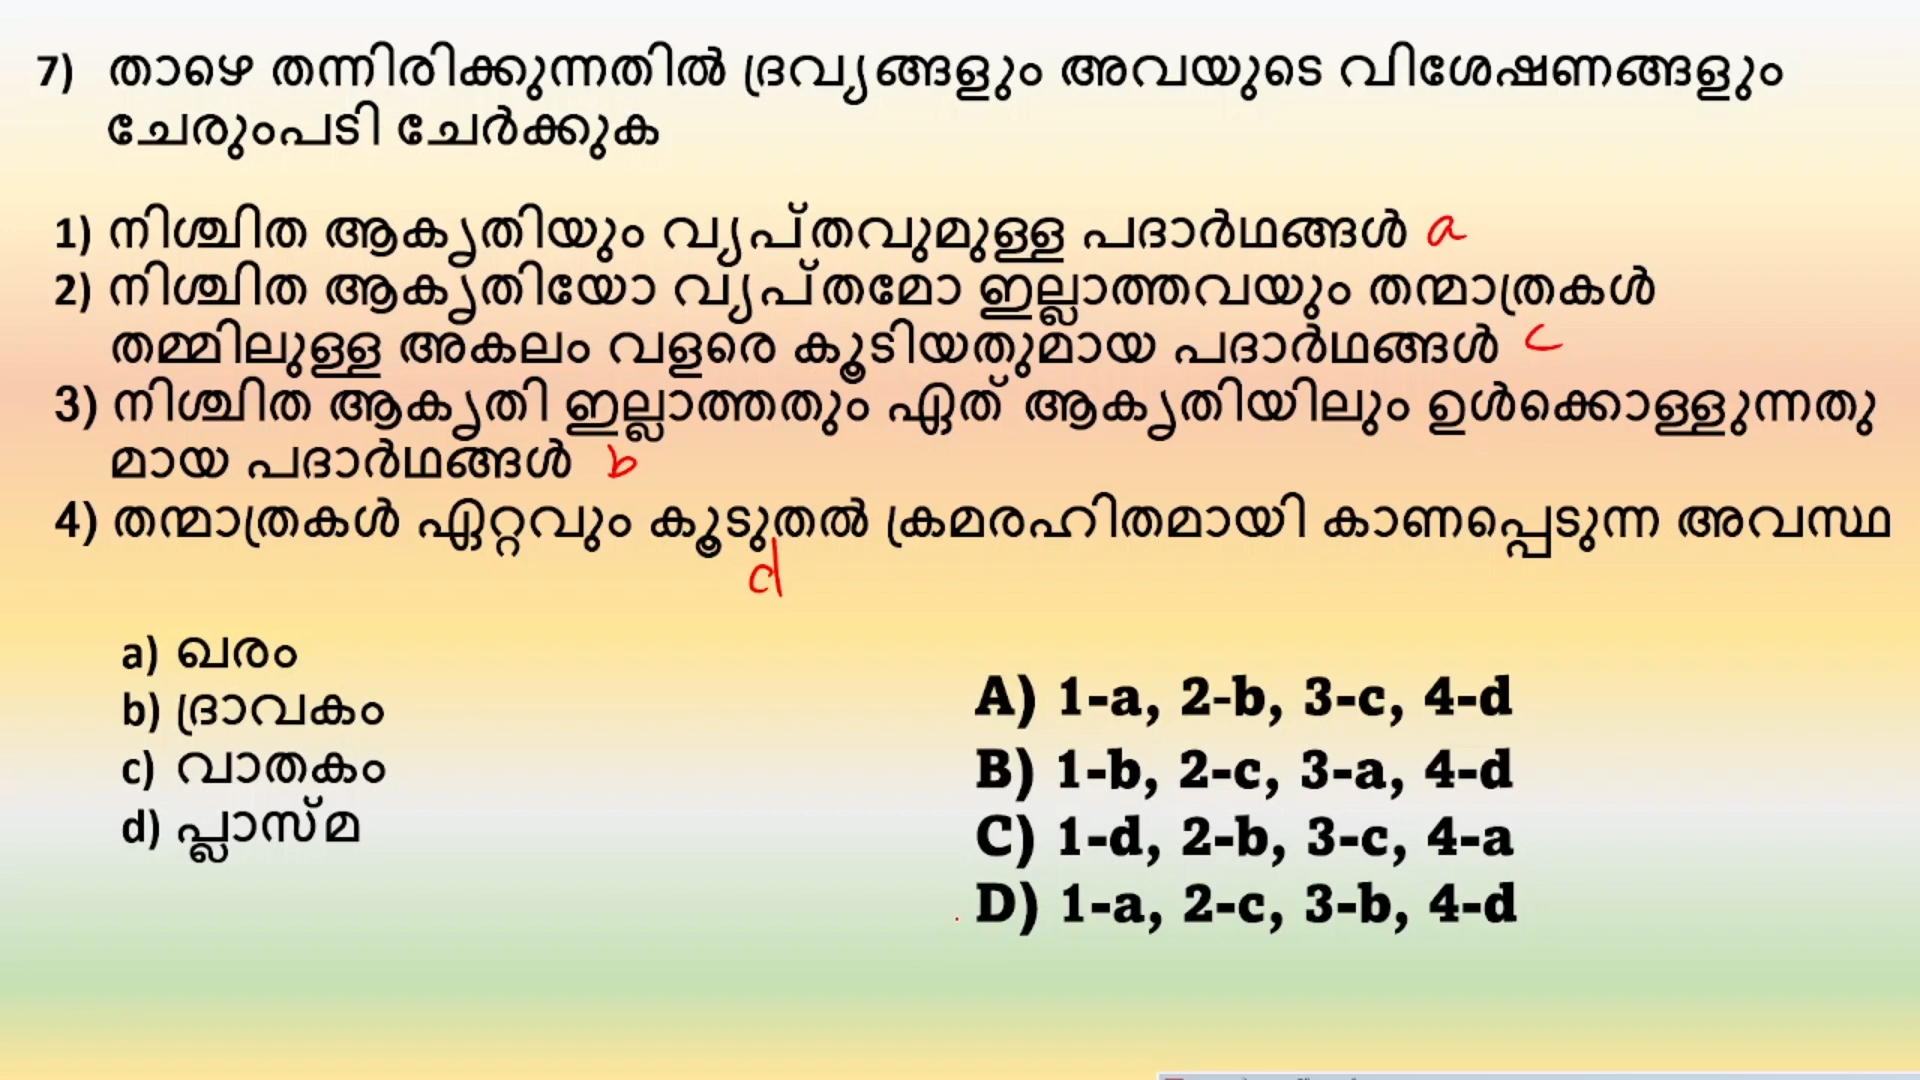 7) താഴെ തന്നിരിക്കുന്നതിൽ ദ്രവ്യങ്ങളും അവയുടെ വിശേഷണങ്ങളും
ചേരുംപടി ചേർക്കുക
1) നിശ്ചിത ആകൃതിയും വ്യപ്തവുമുള്ള പദാർഥങ്ങൾ a
2) നിശ്ചിത ആകൃതിയോ വ്യപ്തമോ ഇല്ലാത്തവയും തന്മാത്രകൾ
തമ്മിലുള്ള അകലം വളരെ കൂടിയതുമായ പദാർഥങ്ങൾ c
3) നിശ്ചിത ആകൃതി ഇല്ലാത്തതും ഏത് ആകൃതിയിലും ഉൾക്കൊള്ളുന്നതു
മായ പദാർഥങ്ങൾ b
4) തന്മാത്രകൾ ഏറ്റവും കൂടുതൽ ക്രമരഹിതമായി കാണപ്പെടുന്ന അവസ്ഥ
d
a) ഖരം
b) ദ്രാവകം
c) വാതകം
d) പ്ലാസ്മ
A) 1-a, 2-b, 3-c, 4-d
B) 1-b, 2-c, 3-a, 4-d
C) 1-d, 2-b, 3-c, 4-a
D) 1-a, 2-c, 3-b, 4-d